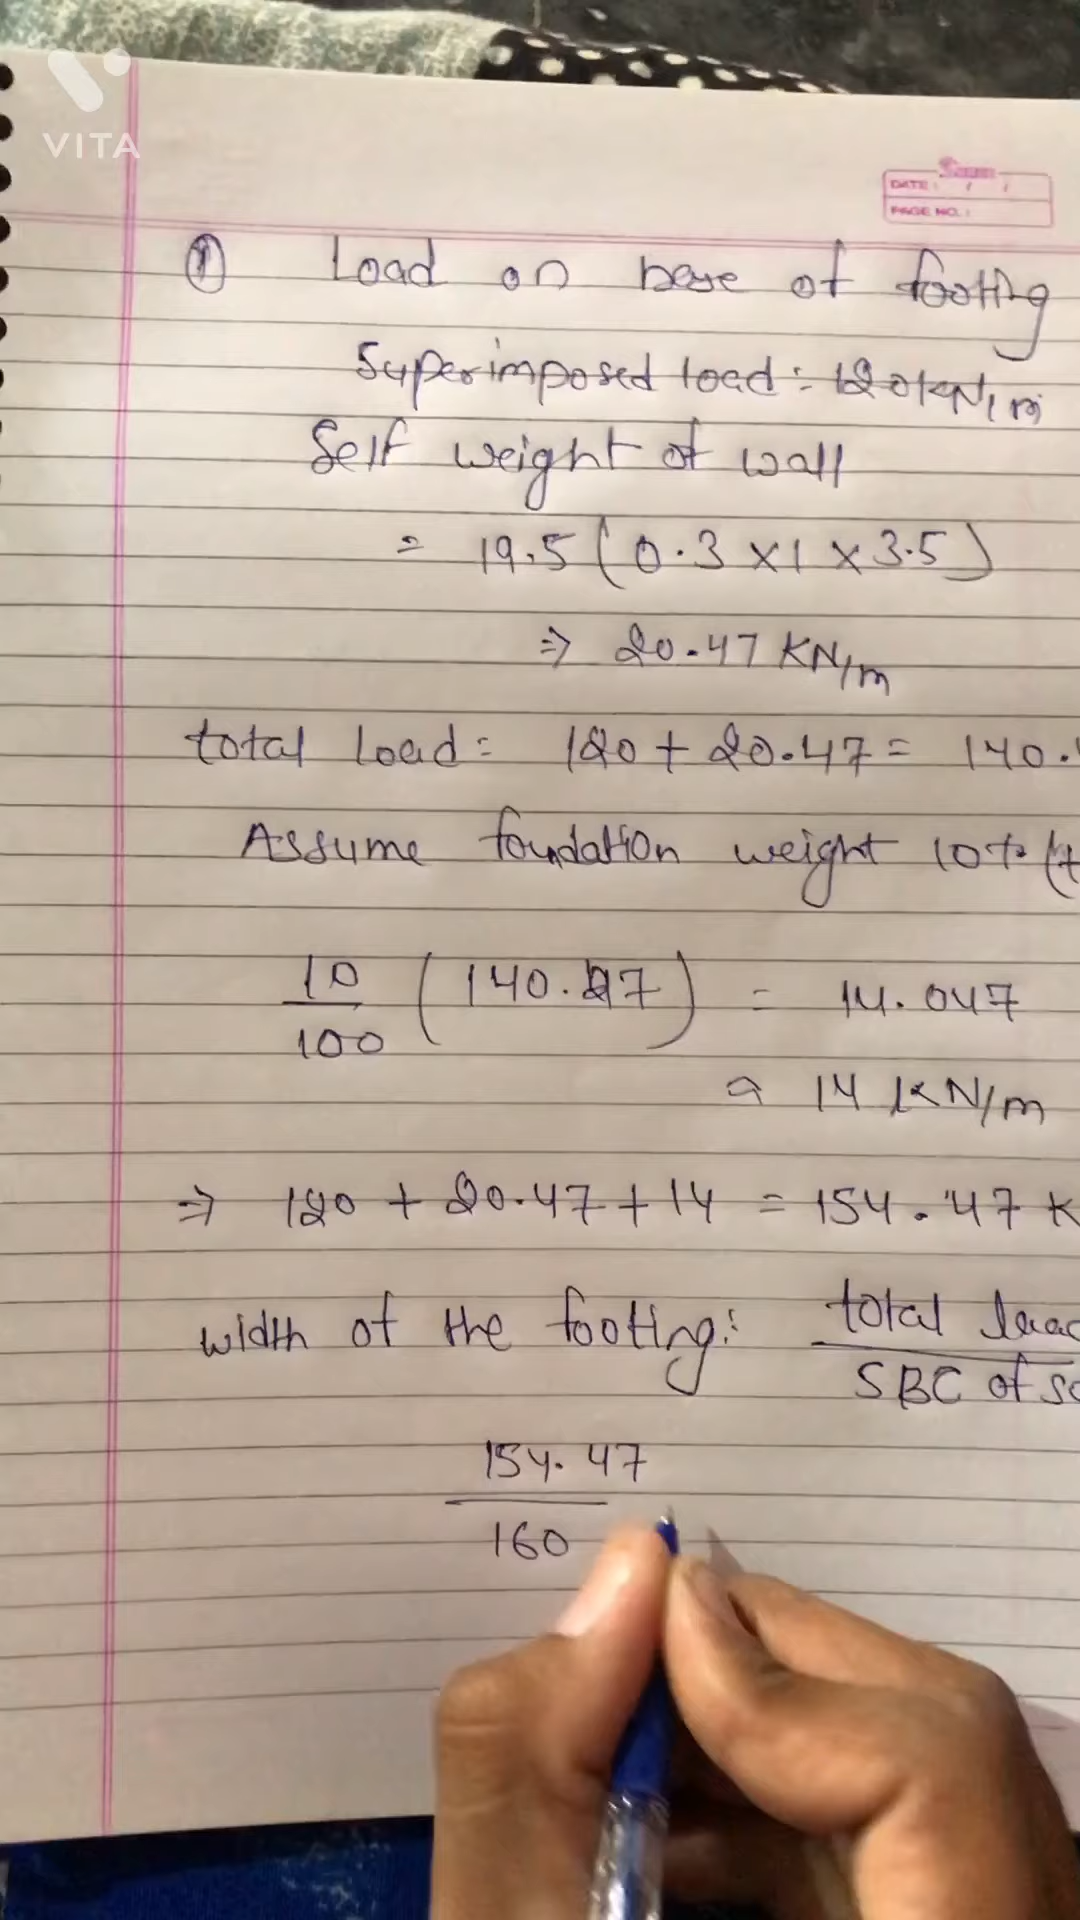 VITA
Saum
DATE : / /
PAGE NO. :
① Load on base of footing
Superimposed load = 120 KN/m
Self weight of wall
= 19.5 (0.3 × 1 × 3.5)
⇒ 20.47 KN/m
total load = 120 + 20.47 = 140.
Assume foundation weight 10%
10/100 (140.47) = 14.047
= 14 KN/m
⇒ 120 + 20.47 + 14 = 154.47 K
width of the footing: total load
SBC of so
154.47
160